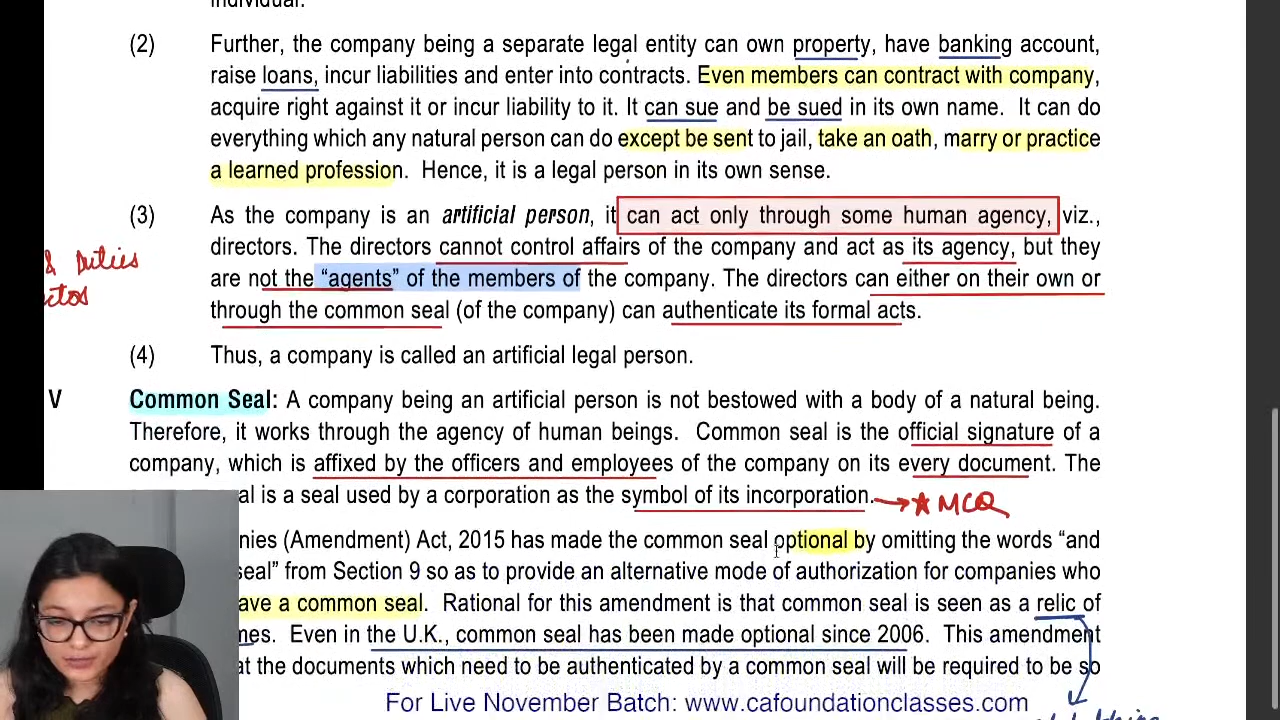 individual.
(2) Further, the company being a separate legal entity can own property, have banking account,
raise loans, incur liabilities and enter into contracts. Even members can contract with company,
acquire right against it or incur liability to it. It can sue and be sued in its own name. It can do
everything which any natural person can do except be sent to jail, take an oath, marry or practice
a learned profession. Hence, it is a legal person in its own sense.
(3) As the company is an artificial person, it can act only through some human agency, viz.,
directors. The directors cannot control affairs of the company and act as its agency, but they
are not the “agents” of the members of the company. The directors can either on their own or
through the common seal (of the company) can authenticate its formal acts.
& Duties
(4) Thus, a company is called an artificial legal person.
V Common Seal: A company being an artificial person is not bestowed with a body of a natural being.
Therefore, it works through the agency of human beings. Common seal is the official signature of a
company, which is affixed by the officers and employees of the company on its every document. The
al is a seal used by a corporation as the symbol of its incorporation. → ★ MCQ
nies (Amendment) Act, 2015 has made the common seal optional by omitting the words “and
seal” from Section 9 so as to provide an alternative mode of authorization for companies who
ave a common seal. Rational for this amendment is that common seal is seen as a relic of
mes. Even in the U.K., common seal has been made optional since 2006. This amendment
at the documents which need to be authenticated by a common seal will be required to be so
For Live November Batch: www.cafoundationclasses.com